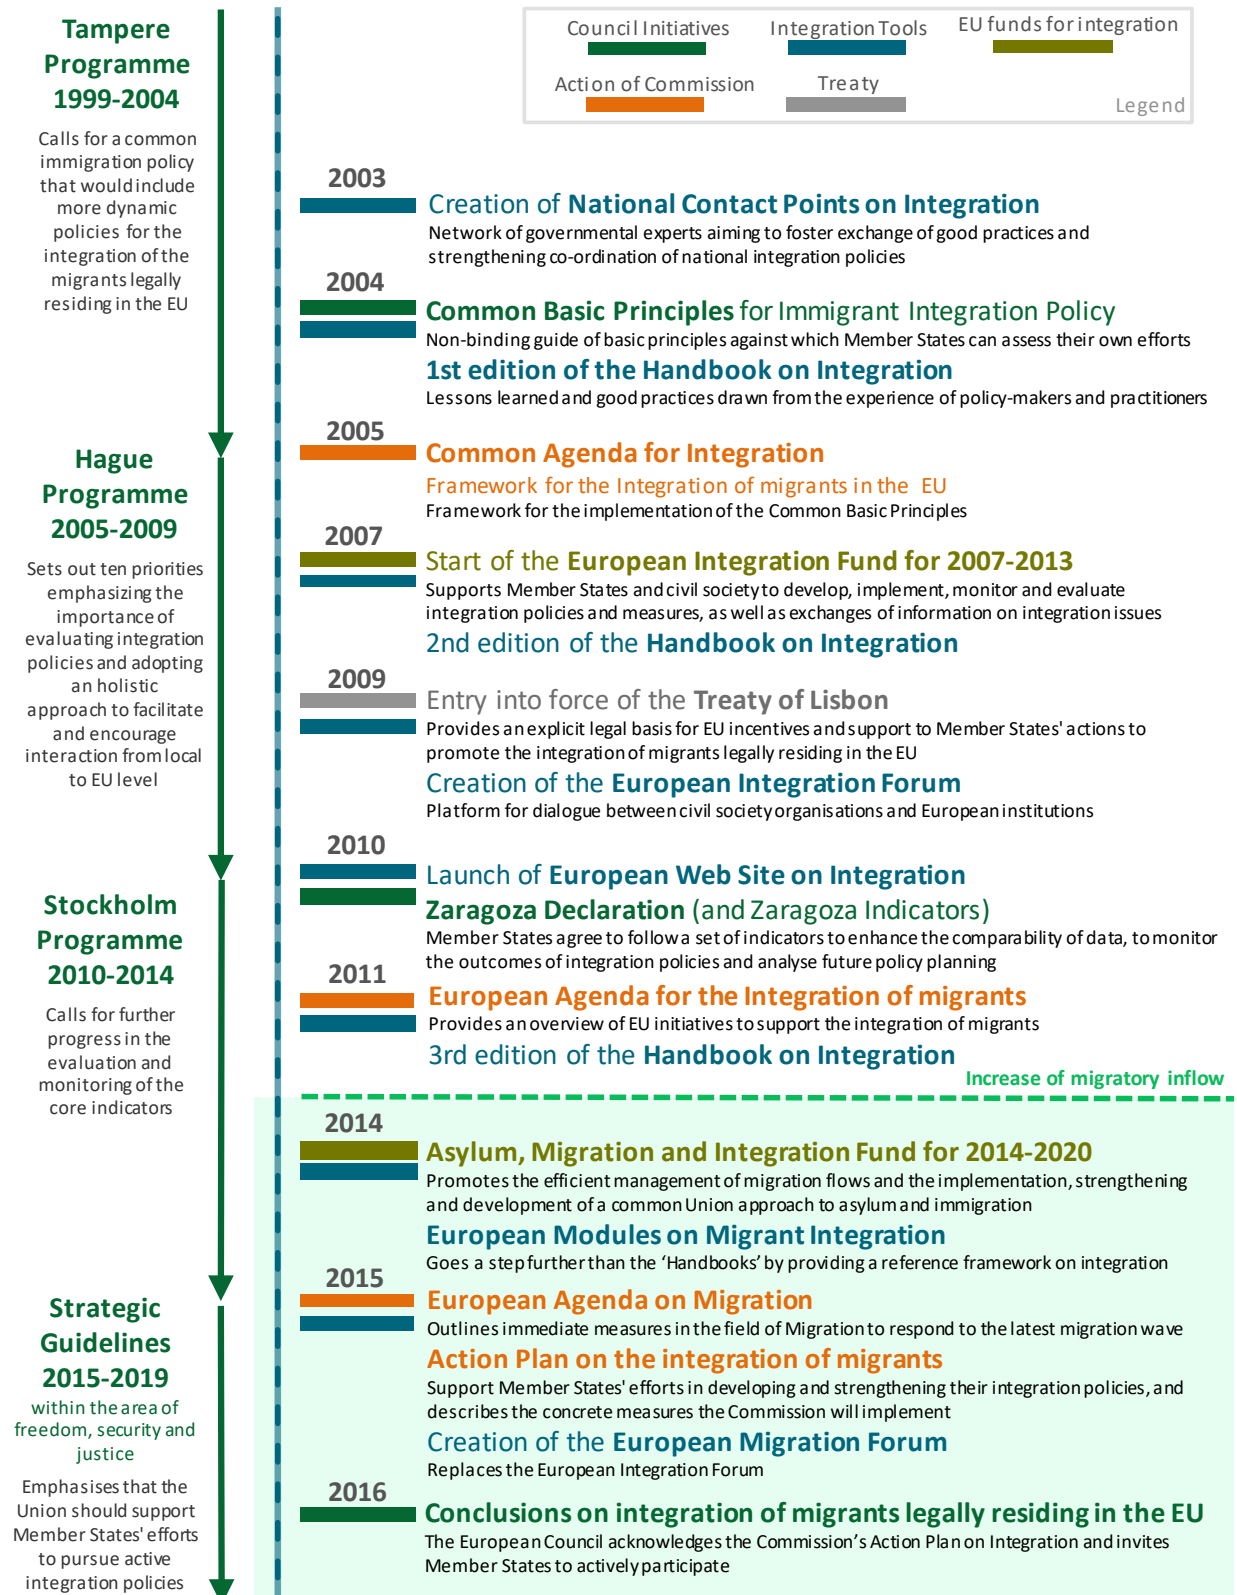 Tampere
Programme
1999-2004
Calls for a common
immigration policy
that would include
more dynamic
policies for the
integration of the
migrants legally
residing in the EU
Hague
Programme
2005-2009
Sets out ten priorities
emphasizing the
importance of
evaluating integration
policies and adopting
an holistic
approach to facilitate
and encourage
interaction from local
to EU level
Stockholm
Programme
2010-2014
Calls for further
progress in the
evaluation and
monitoring of the
core indicators
Strategic
Guidelines
2015-2019
within the area of
freedom, security and
justice
Emphasises that the
Union should support
Member States' efforts
to pursue active
integration policies
Council Initiatives
Integration Tools
EU funds for integration
Action of Commission
Treaty
Legend
2003
Creation of National Contact Points on Integration
Network of governmental experts aiming to foster exchange of good practices and
strengthening co-ordination of national integration policies
2004
Common Basic Principles for Immigrant Integration Policy
Non-binding guide of basic principles against which Member States can assess their own efforts
1st edition of the Handbook on Integration
Lessons learned and good practices drawn from the experience of policy-makers and practitioners
2005
Common Agenda for Integration
Framework for the Integration of migrants in the EU
Framework for the implementation of the Common Basic Principles
2007
Start of the European Integration Fund for 2007-2013
Supports Member States and civil society to develop, implement, monitor and evaluate
integration policies and measures, as well as exchanges of information on integration issues
2nd edition of the Handbook on Integration
2009
Entry into force of the Treaty of Lisbon
Provides an explicit legal basis for EU incentives and support to Member States' actions to
promote the integration of migrants legally residing in the EU
Creation of the European Integration Forum
Platform for dialogue between civil society organisations and European institutions
2010
Launch of European Web Site on Integration
Zaragoza Declaration (and Zaragoza Indicators)
Member States agree to follow a set of indicators to enhance the comparability of data, to monitor
the outcomes of integration policies and analyse future policy planning
2011
European Agenda for the Integration of migrants
Provides an overview of EU initiatives to support the integration of migrants
3rd edition of the Handbook on Integration
Increase of migratory inflow
2014
Asylum, Migration and Integration Fund for 2014-2020
Promotes the efficient management of migration flows and the implementation, strengthening
and development of a common Union approach to asylum and immigration
European Modules on Migrant Integration
Goes a step further than the ‘Handbooks’ by providing a reference framework on integration
2015
European Agenda on Migration
Outlines immediate measures in the field of Migration to respond to the latest migration wave
Action Plan on the integration of migrants
Support Member States' efforts in developing and strengthening their integration policies, and
describes the concrete measures the Commission will implement
Creation of the European Migration Forum
Replaces the European Integration Forum
2016
Conclusions on integration of migrants legally residing in the EU
The European Council acknowledges the Commission’s Action Plan on Integration and invites
Member States to actively participate